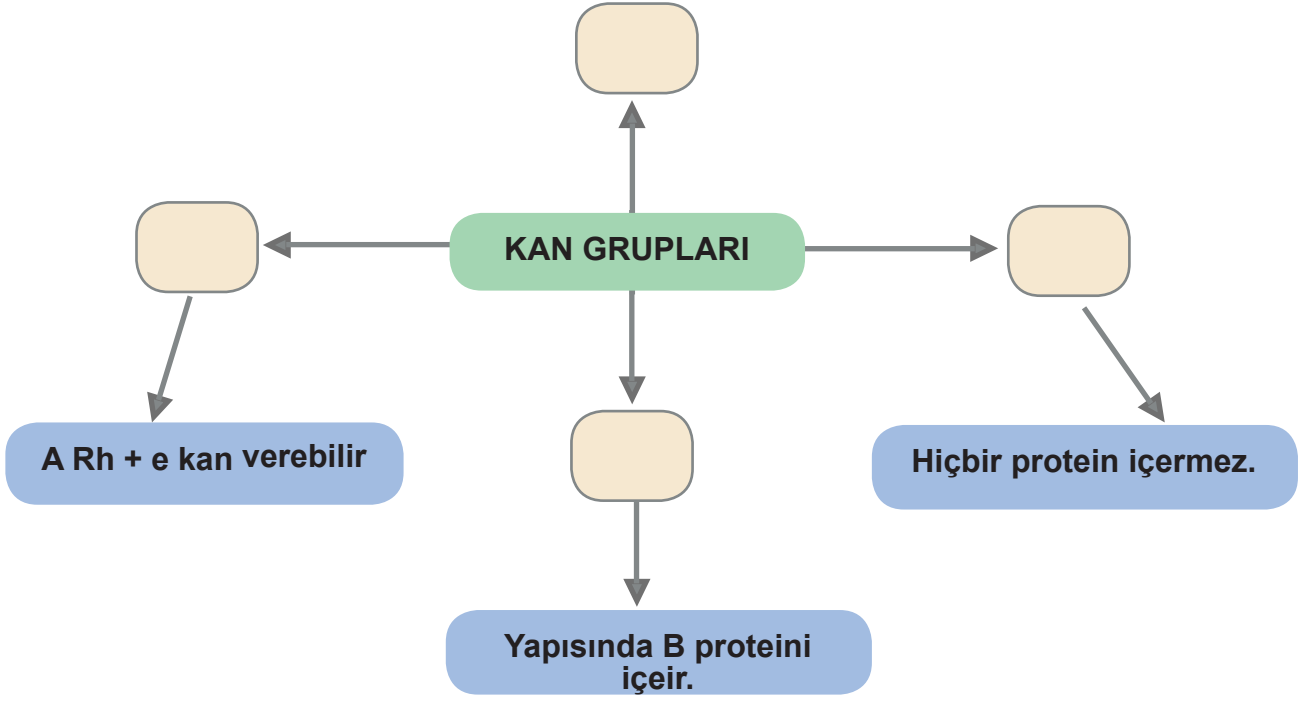 KAN GRUPLARI
A Rh + e kan verebilir
Hiçbir protein içermez.
Yapısında B proteini
içeir.